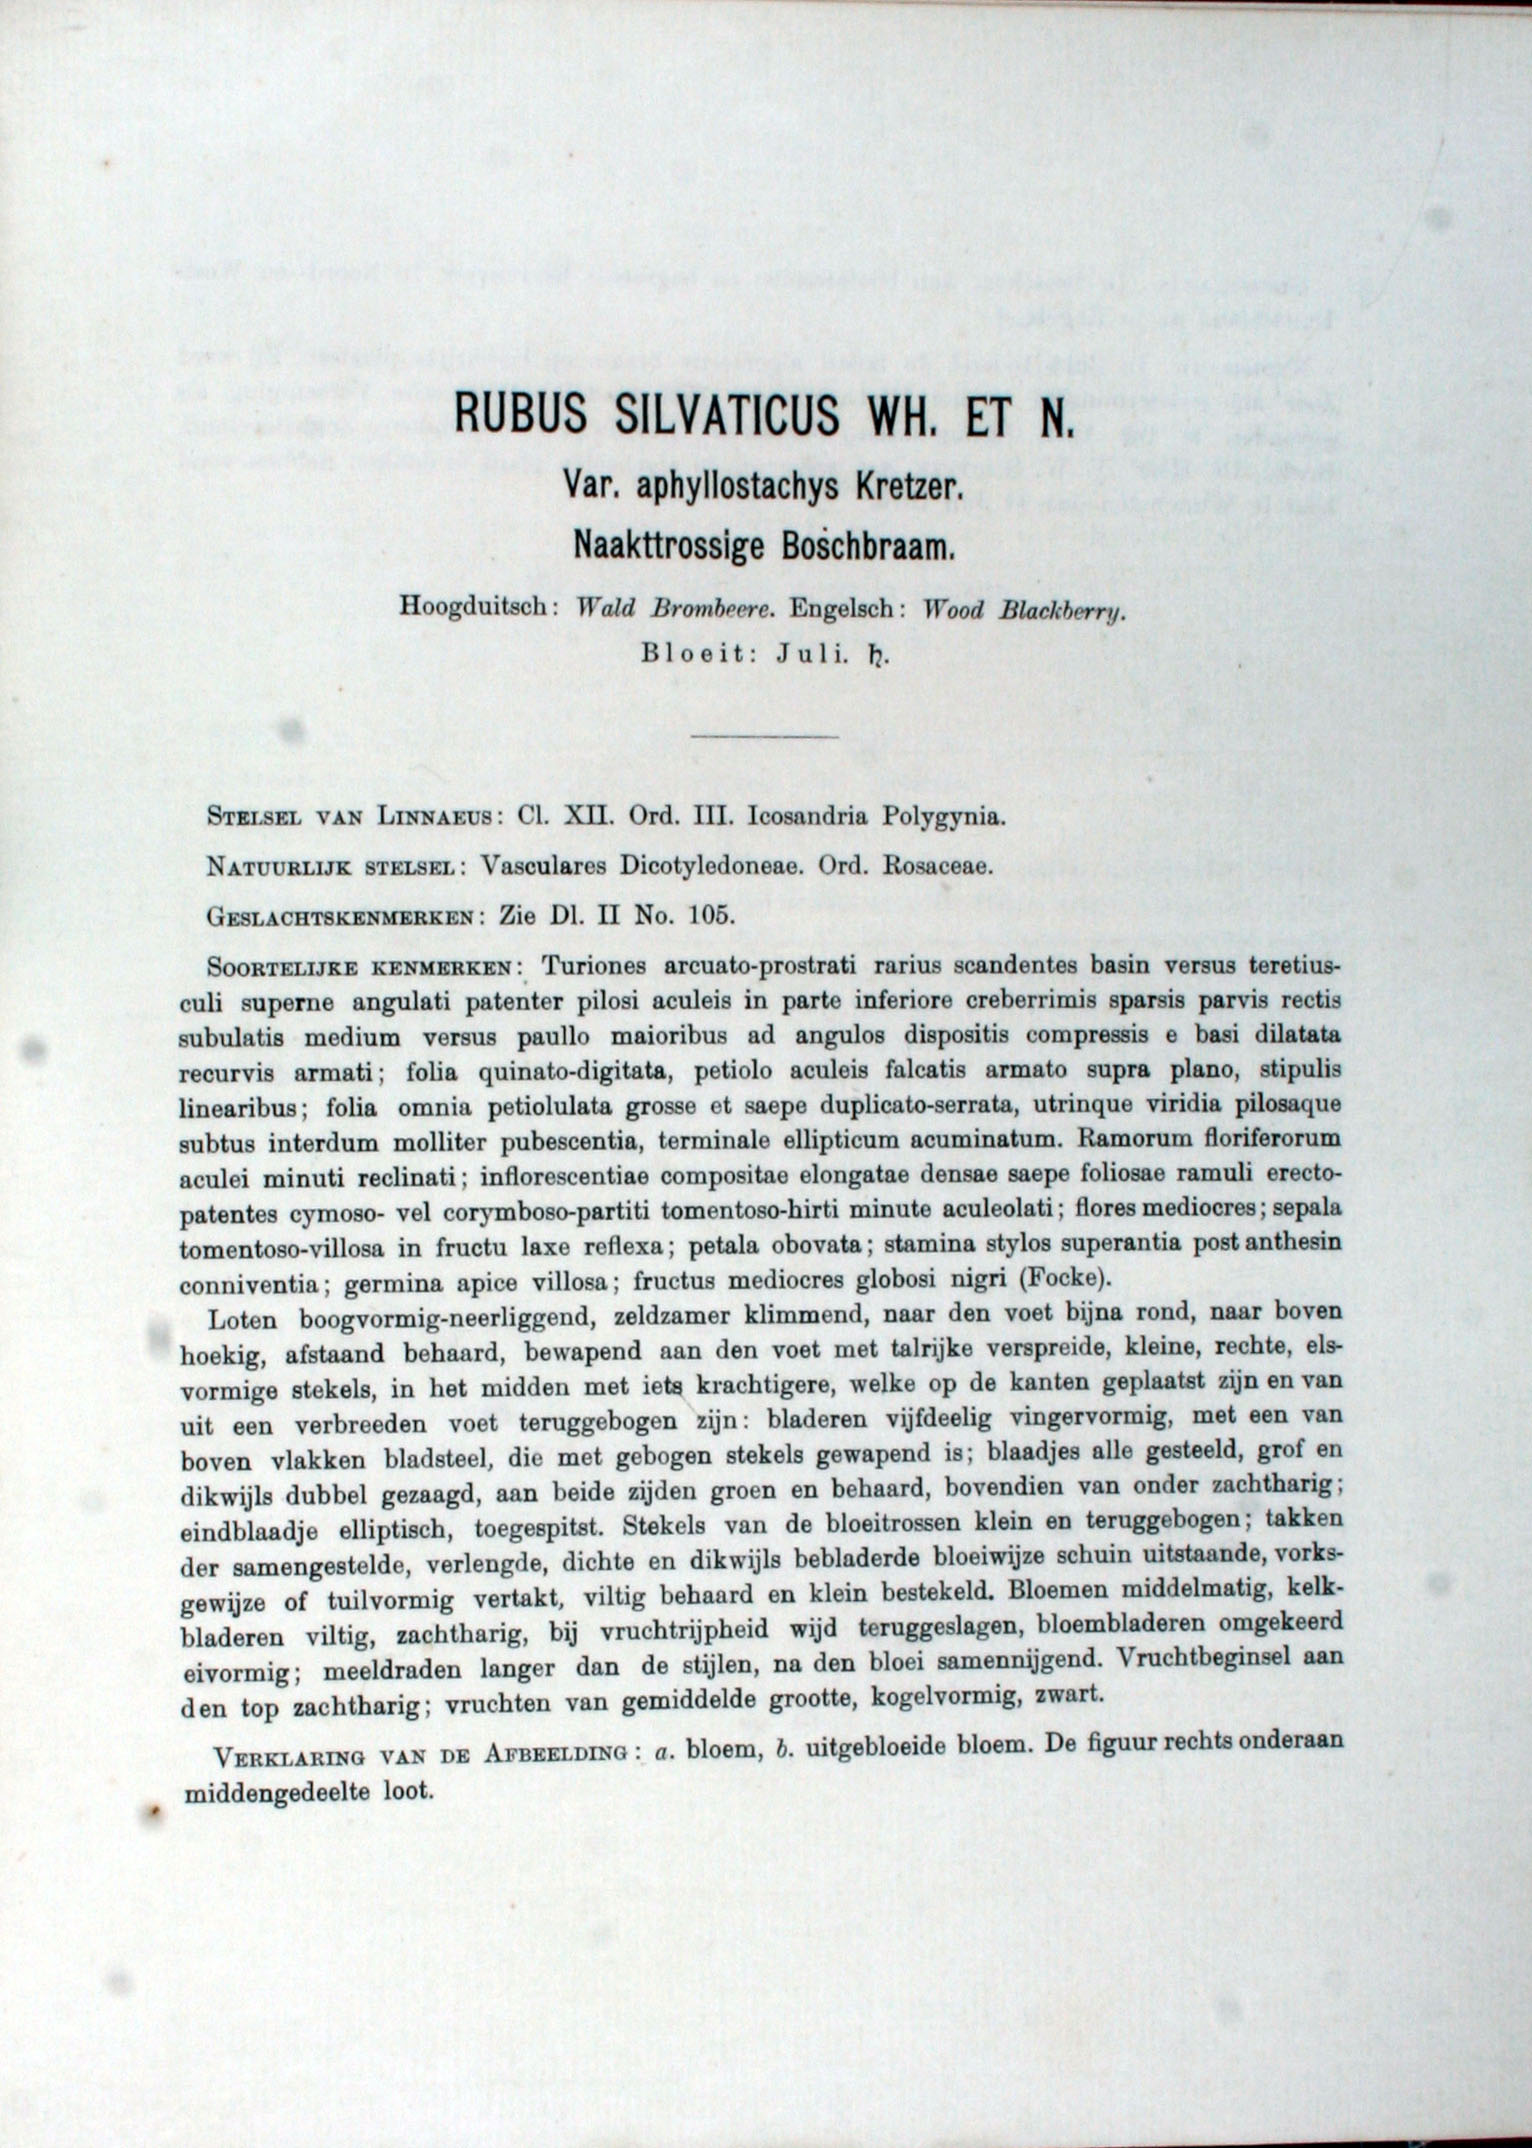 RUBUS SILVATICUS WH. ET N.
Var. aphyllostachys Kretzer.
Naakttrossige Boschbraam.
Hoogduitsch: Wald Brombeere. Engelsch: Wood Blackberry.
Bloeit: Juli. ♄.
STELSEL VAN LINNAEUS: Cl. XII. Ord. III. Icosandria Polygynia.
NATUURLIJK STELSEL: Vasculares Dicotyledoneae. Ord. Rosaceae.
GESLACHTSKENMERKEN: Zie Dl. II No. 105.
SOORTELIJKE KENMERKEN: Turiones arcuato-prostrati rarius scandentes basin versus teretius-
culi superne angulati patenter pilosi aculeis in parte inferiore creberrimis sparsis parvis rectis
subulatis medium versus paullo maioribus ad angulos dispositis compressis e basi dilatata
recurvis armati; folia quinato-digitata, petiolo aculeis falcatis armato supra plano, stipulis
linearibus; folia omnia petiolulata grosse et saepe duplicato-serrata, utrinque viridia pilosaque
subtus interdum molliter pubescentia, terminale ellipticum acuminatum. Ramorum floriferorum
aculei minuti reclinati; inflorescentiae compositae elongatae densae saepe foliosae ramuli erecto-
patentes cymoso- vel corymboso-partiti tomentoso-hirti minute aculeolati; flores mediocres; sepala
tomentoso-villosa in fructu laxe reflexa; petala obovata; stamina stylos superantia post anthesin
conniventia; germina apice villosa; fructus mediocres globosi nigri (Focke).
Loten boogvormig-neerliggend, zeldzamer klimmend, naar den voet bijna rond, naar boven
hoekig, afstaand behaard, bewapend aan den voet met talrijke verspreide, kleine, rechte, els-
vormige stekels, in het midden met iets krachtigere, welke op de kanten geplaatst zijn en van
uit een verbreeden voet teruggebogen zijn: bladeren vijfdeelig vingervormig, met een van
boven vlakken bladsteel, die met gebogen stekels gewapend is; blaadjes alle gesteeld, grof en
dikwijls dubbel gezaagd, aan beide zijden groen en behaard, bovendien van onder zachtharig;
eindblaadje elliptisch, toegespitst. Stekels van de bloeitrossen klein en teruggebogen; takken
der samengestelde, verlengde, dichte en dikwijls bebladerde bloeiwijze schuin uitstaande, vorks-
gewijze of tuilvormig vertakt, viltig behaard en klein bestekeld. Bloemen middelmatig, kelk-
bladeren viltig, zachtharig, bij vruchtrijpheid wijd teruggeslagen, bloembladeren omgekeerd
eivormig; meeldraden langer dan de stijlen, na den bloei samennijgend. Vruchtbeginsel aan
den top zachtharig; vruchten van gemiddelde grootte, kogelvormig, zwart.
VERKLARING VAN DE AFBEELDING: a. bloem, b. uitgebloeide bloem. De figuur rechts onderaan
middengedeelte loot.